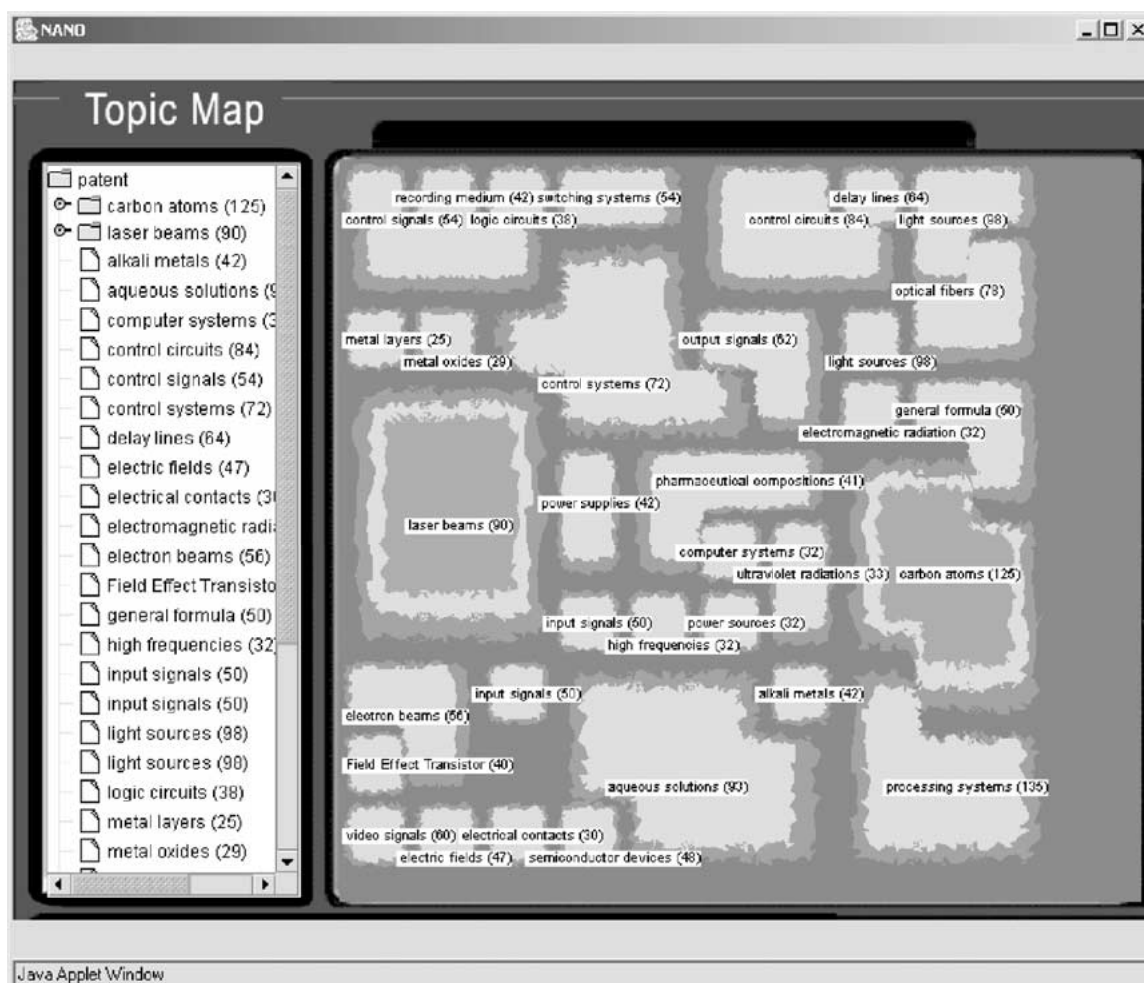 NANO
Topic Map
patent
carbon atoms (125)
laser beams (90)
alkali metals (42)
aqueous solutions (9
computer systems (3
control circuits (84)
control signals (54)
control systems (72)
delay lines (64)
electric fields (47)
electrical contacts (30
electromagnetic radi
electron beams (56)
Field Effect Transisto
general formula (50)
high frequencies (32)
input signals (50)
input signals (50)
light sources (98)
light sources (98)
logic circuits (38)
metal layers (25)
metal oxides (29)
recording medium (42) switching systems (54)
delay lines (64)
control signals (54) logic circuits (38)
control circuits (84)
light sources (98)
optical fibers (78)
metal layers (25)
output signals (62)
metal oxides (29)
light sources (98)
control systems (72)
general formula (50)
electromagnetic radiation (32)
pharmaceutical compositions (41)
power supplies (42)
laser beams (90)
computer systems (32)
ultraviolet radiations (33)
carbon atoms (125)
input signals (50)
power sources (32)
high frequencies (32)
input signals (50)
alkali metals (42)
electron beams (56)
Field Effect Transistor (40)
aqueous solutions (93)
processing systems (135)
video signals (60) electrical contacts (30)
electric fields (47)
semiconductor devices (48)
Java Applet Window